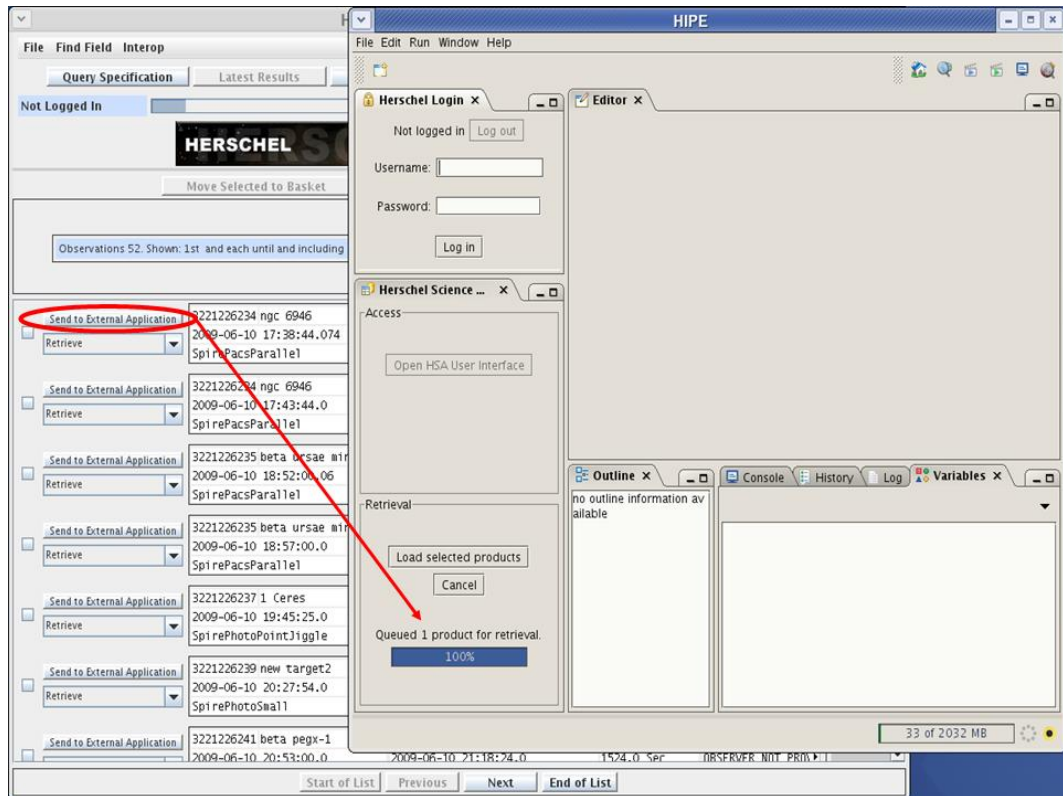 H
File Find Field Interop
Query Specification
Latest Results
Not Logged In
HERSCHEL
Move Selected to Basket
Observations 52. Shown: 1st and each until and including
Send to External Application
Retrieve
3221226234 ngc 6946
2009-06-10 17:38:44.074
SpirePacsParallel
Send to External Application
Retrieve
3221226234 ngc 6946
2009-06-10 17:43:44.0
SpirePacsParallel
Send to External Application
Retrieve
3221226235 beta ursae min
2009-06-10 18:52:00.06
SpirePacsParallel
Send to External Application
Retrieve
3221226235 beta ursae min
2009-06-10 18:57:00.0
SpirePacsParallel
Send to External Application
Retrieve
3221226237 1 Ceres
2009-06-10 19:45:25.0
SpirePhotoPointJiggle
Send to External Application
Retrieve
3221226239 new target2
2009-06-10 20:27:54.0
SpirePhotoSmall
Send to External Application
3221226241 beta pegx-1
2009-06-10 20:53:00.0 2009-06-10 21:18:24.0 1524.0 Sec OBSERVER NOT PROV
Start of List Previous Next End of List
HIPE
File Edit Run Window Help
Herschel Login
Not logged in Log out
Username:
Password:
Log in
Herschel Science ...
Access
Open HSA User Interface
Retrieval
Load selected products
Cancel
Queued 1 product for retrieval.
100%
Editor
Outline
no outline information av
ailable
Console History Log Variables
33 of 2032 MB